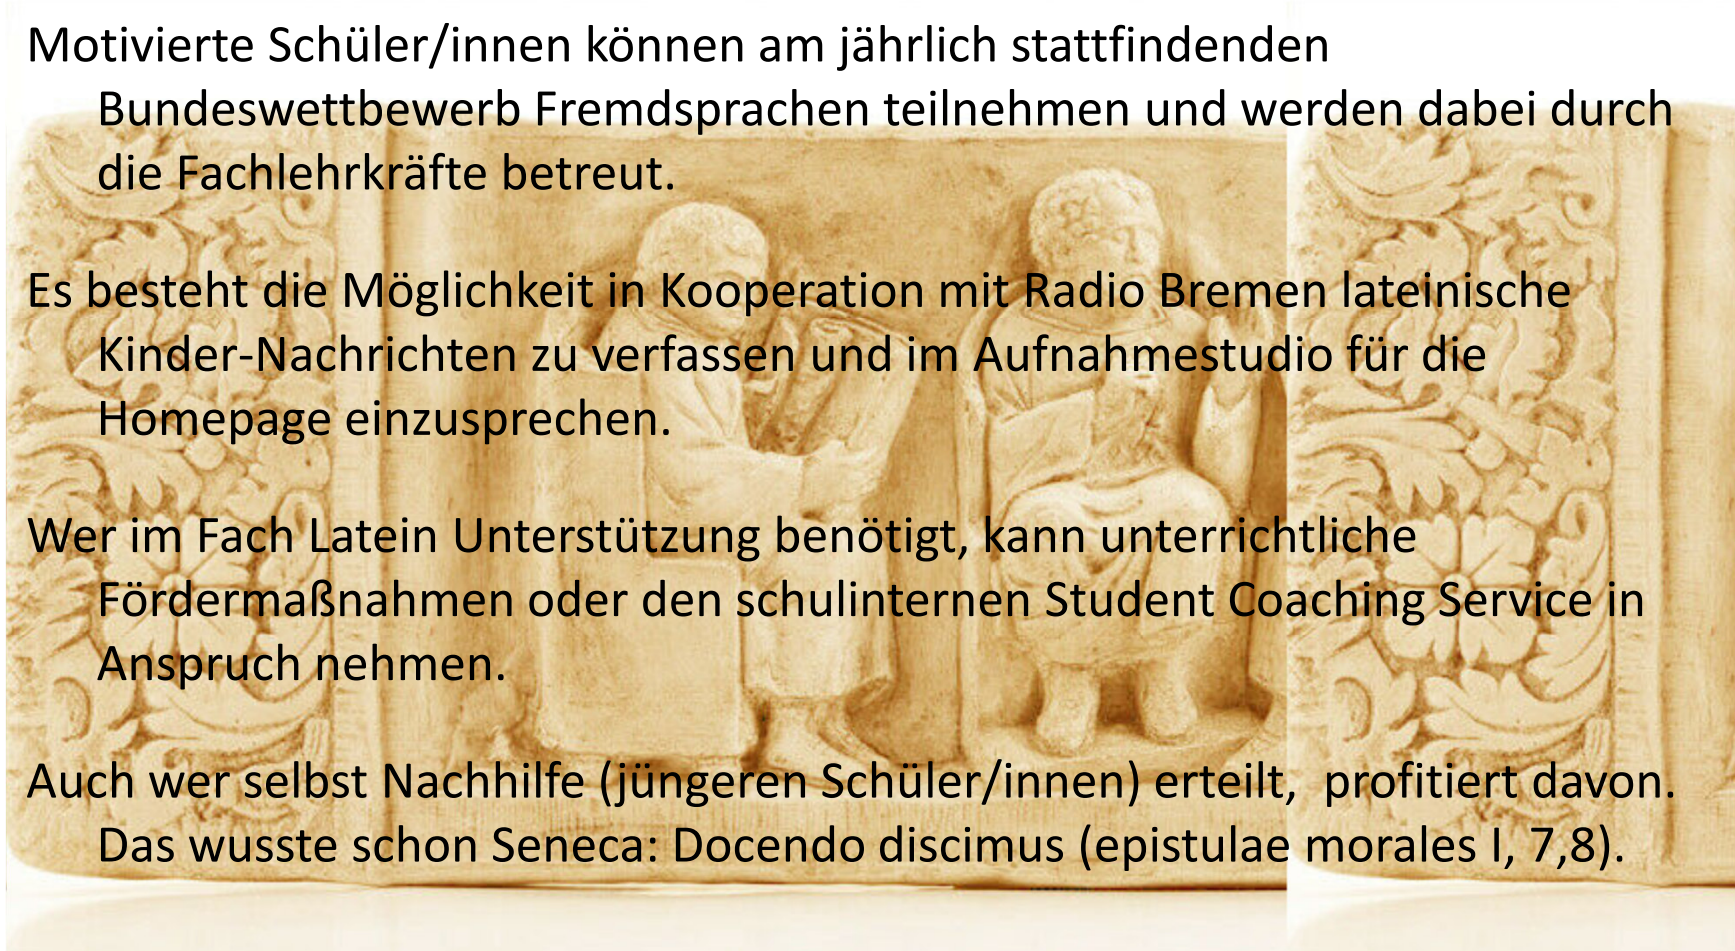 Motivierte Schüler/innen können am jährlich stattfindenden
Bundeswettbewerb Fremdsprachen teilnehmen und werden dabei durch
die Fachlehrkräfte betreut.
Es besteht die Möglichkeit in Kooperation mit Radio Bremen lateinische
Kinder-Nachrichten zu verfassen und im Aufnahmestudio für die
Homepage einzusprechen.
Wer im Fach Latein Unterstützung benötigt, kann unterrichtliche
Fördermaßnahmen oder den schulinternen Student Coaching Service in
Anspruch nehmen.
Auch wer selbst Nachhilfe (jüngeren Schüler/innen) erteilt,  profitiert davon.
Das wusste schon Seneca: Docendo discimus (epistulae morales I, 7,8).